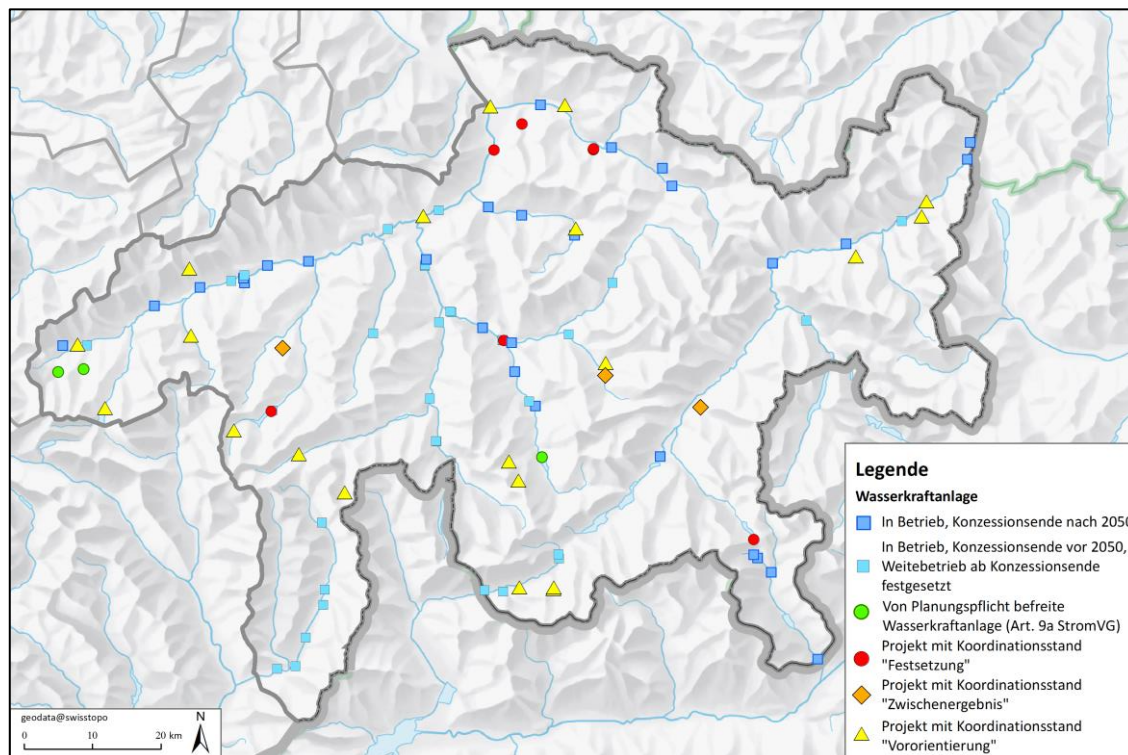 Legende
Wasserkraftanlage
In Betrieb, Konzessionsende nach 2050
In Betrieb, Konzessionsende vor 2050,
Weitebetrieb ab Konzessionsende
festgesetzt
Von Planungspflicht befreite
Wasserkraftanlage (Art. 9a StromVG)
Projekt mit Koordinationsstand
"Festsetzung"
Projekt mit Koordinationsstand
"Zwischenergebnis"
Projekt mit Koordinationsstand
"Vororientierung"
geodata@swisstopo
N
0 10 20 km